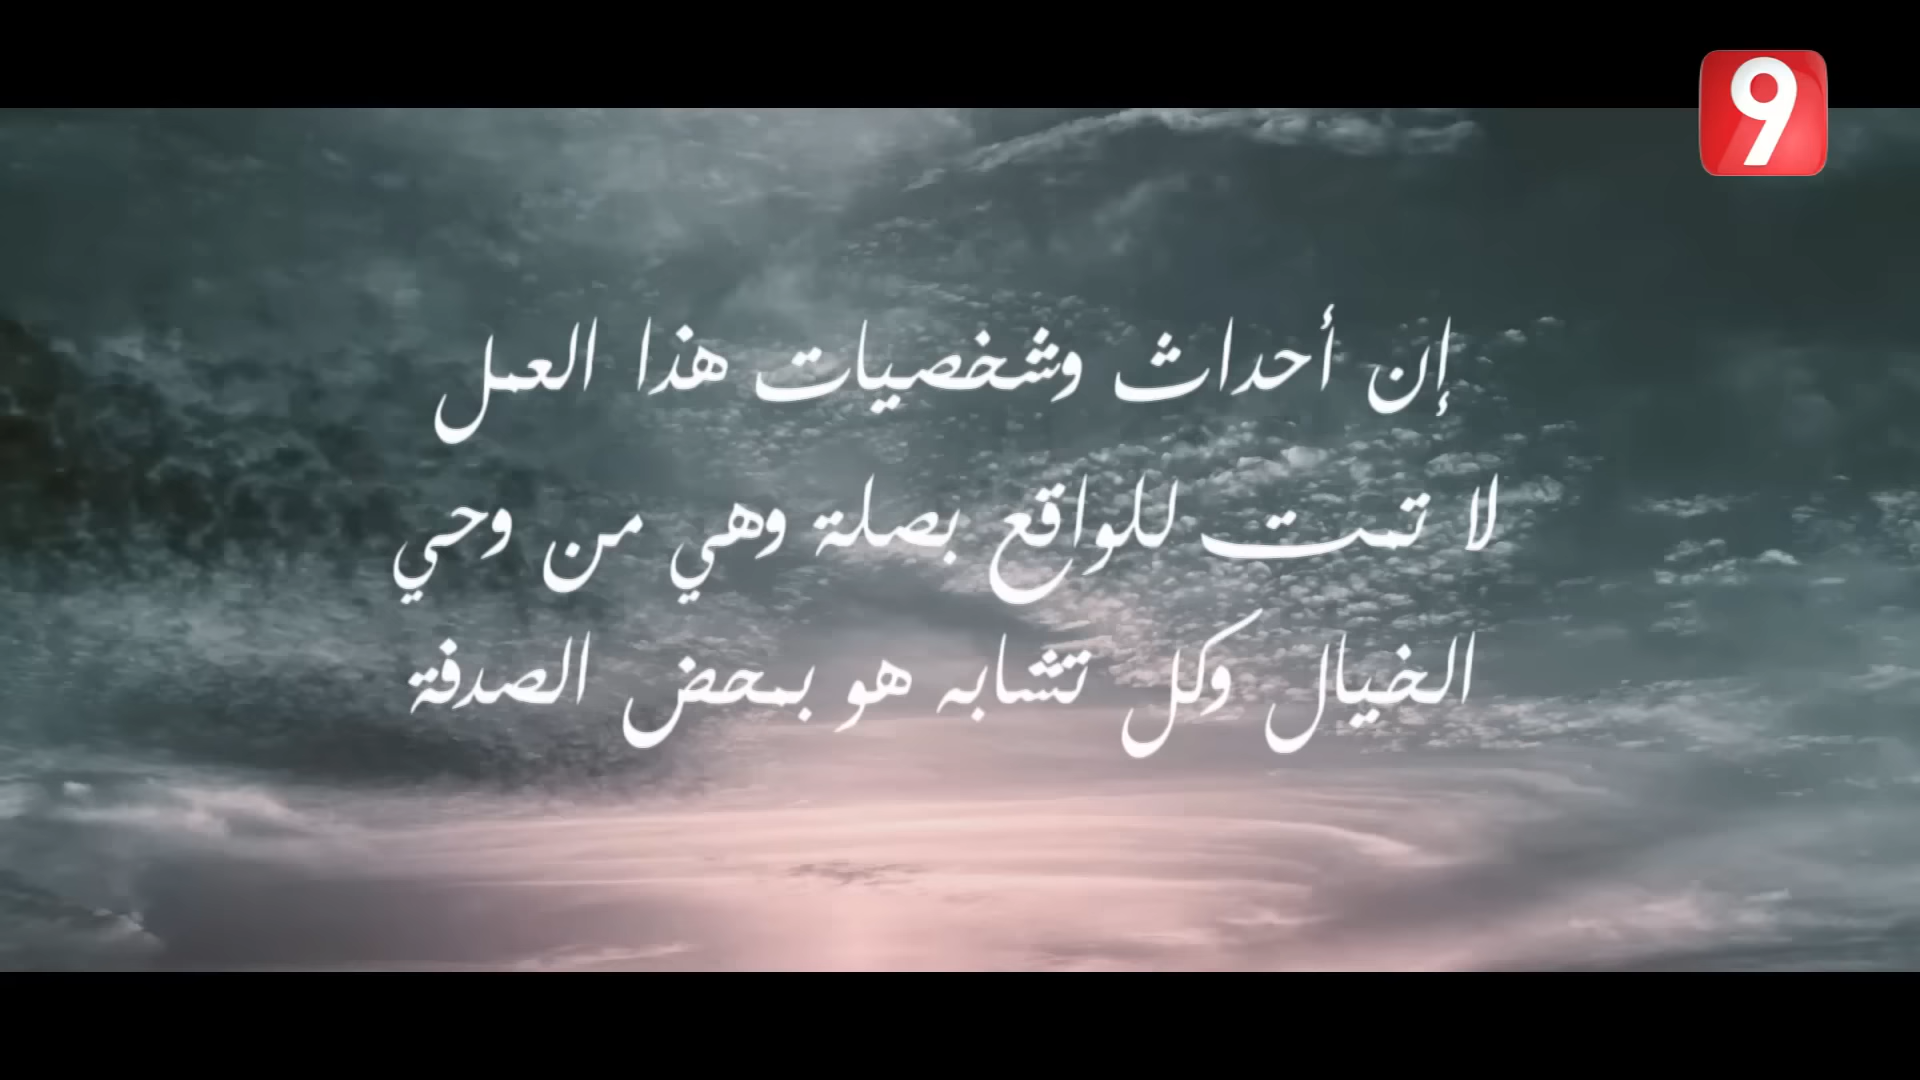 9
إن أحداث وشخصيات هذا العمل
لا تمت للواقع بصلة وهي من وحي
الخيال وكل تشابه هو بمحض الصدفة